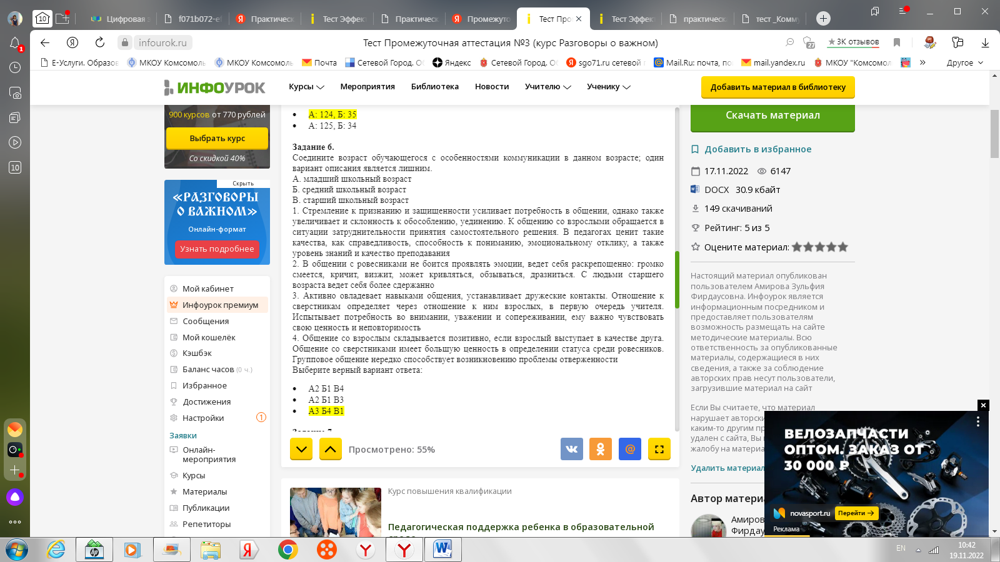 10
Цифровая
f071b072-ef
Практическ
Тест Эффект
Практическ
Промежуто
Тест Про
Тест Эффект
практическ
тест _Комму
infourok.ru
Тест Промежуточная аттестация №3 (курс Разговоры о важном)
27
3К отзывов
Е-Услуги. Образов
МКОУ Комсомоль
МКОУ Комсомоль
Почта
Сетевой Город. Об
Яндекс
Сетевой Город. Об
sgo71.ru сетевой
Mail.Ru: почта, по
mail.yandex.ru
МКОУ "Комсомол
»
Другое
1
10
ИНФОУРОК
Курсы
Мероприятия
Библиотека
Новости
Учителю
Ученику
Добавить материал в библиотеку
900 курсов от 770 рублей
Выбрать курс
Со скидкой 40%
Скрыть
«РАЗГОВОРЫ
О ВАЖНОМ»
Онлайн-формат
Узнать подробнее
Мой кабинет
Инфоурок премиум
Сообщения
Мой кошелёк
Кэшбэк
Баланс часов (0 ч.)
Избранное
Достижения
Настройки 1
Заявки
Онлайн-
мероприятия
Курсы
Материалы
Публикации
Репетиторы
• А: 124, Б: 35
• А: 125, Б: 34
Задание 6.
Соедините возраст обучающегося с особенностями коммуникации в данном возрасте; один
вариант описания является лишним.
А. младший школьный возраст
Б. средний школьный возраст
В. старший школьный возраст
1. Стремление к признанию и защищенности усиливает потребность в общении, однако также
увеличивает и склонность к обособлению, уединению. К общению со взрослыми обращается в
ситуации затруднительности принятия самостоятельного решения. В педагогах ценит такие
качества, как справедливость, способность к пониманию, эмоциональному отклику, а также
уровень знаний и качество преподавания
2. В общении с ровесниками не боится проявлять эмоции, ведет себя раскрепощенно: громко
смеется, кричит, визжит, может кривляться, обзываться, дразниться. С людьми старшего
возраста ведет себя более сдержанно
3. Активно овладевает навыками общения, устанавливает дружеские контакты. Отношение к
сверстникам определяет через отношение к ним взрослых, в первую очередь учителя.
Испытывает потребность во внимании, уважении и сопереживании, ему важно чувствовать
свою ценность и неповторимость
4. Общение со взрослым складывается позитивно, если взрослый выступает в качестве друга.
Общение со сверстниками имеет большую ценность в определении статуса среди ровесников.
Групповое общение нередко способствует возникновению проблемы отверженности
Выберите верный вариант ответа:
• А2 Б1 В4
• А2 Б1 В3
• А3 Б4 В1
Задание 7.
Просмотрено: 55%
Курс повышения квалификации
Педагогическая поддержка ребенка в образовательной
среде
Скачать материал
Добавить в избранное
17.11.2022 6147
DOCX 30.9 кбайт
149 скачиваний
Рейтинг: 5 из 5
Оцените материал:
Настоящий материал опубликован
пользователем Амирова Зульфия
Фирдаусовна. Инфоурок является
информационным посредником и
предоставляет пользователям
возможность размещать на сайте
методические материалы. Всю
ответственность за опубликованные
материалы, содержащиеся в них
сведения, а также за соблюдение
авторских прав несут пользователи,
загрузившие материал на сайт
Если Вы считаете, что материал
нарушает авторски
каким-то другим пр
удален с сайта, Вы
жалобу на материа
Удалить материал
Автор матери
Амиров
Фирдау
ВЕЛОЗАПЧАСТИ
ОПТОМ. ЗАКАЗ ОТ
30 000 ₽
novasport.ru
Перейти →
Реклама
EN
10:42
19.11.2022